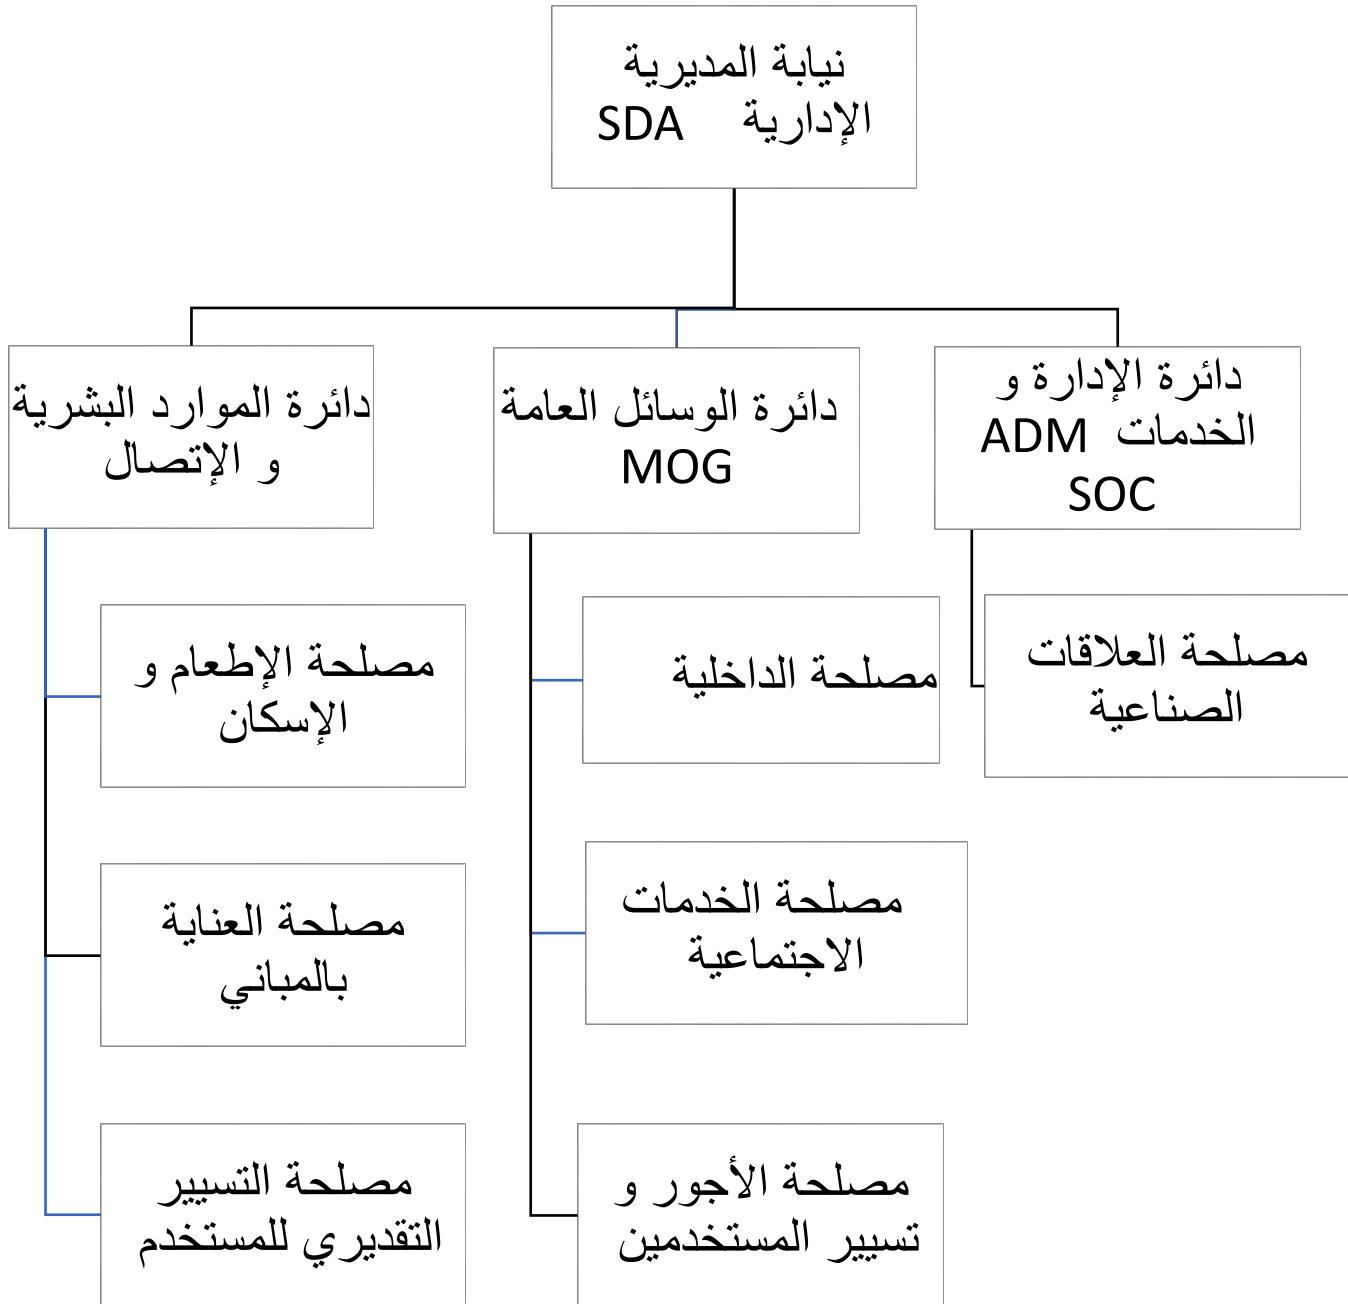 نيابة المديرية
الإدارية SDA
دائرة الإدارة و
الخدمات ADM
SOC
دائرة الوسائل العامة
MOG
دائرة الموارد البشرية
و الإتصال
مصلحة العلاقات
الصناعية
مصلحة الداخلية
مصلحة الإطعام و
الإسكان
مصلحة الخدمات
الاجتماعية
مصلحة العناية
بالمباني
مصلحة الأجور و
تسيير المستخدمين
مصلحة التسيير
التقديري للمستخدم